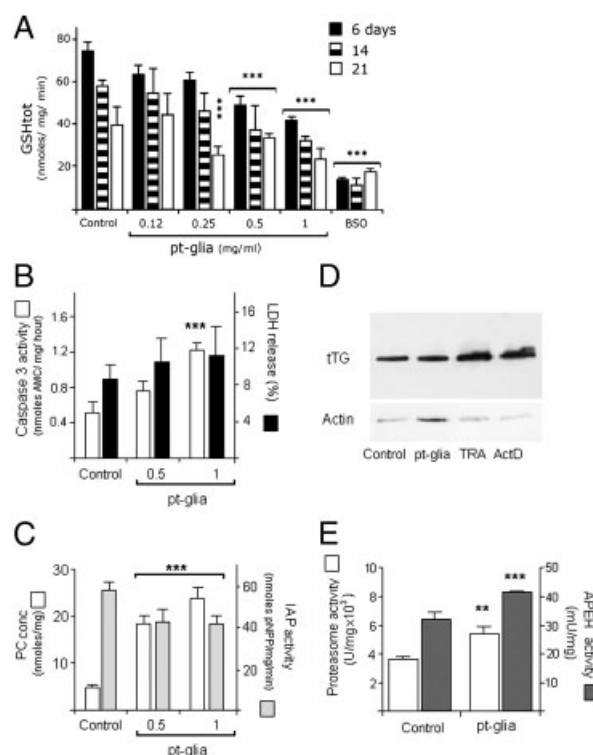 A
6 days
14
21
GSHtot
(nmoles/ mg/ min)
80
60
40
20
***
***
***
***
Control
0.12
0.25
0.5
1
BSO
pt-glia (mg/ml)
B
Caspase 3 activity
(nmoles AMC/ mg/ hour)
1.6
1.2
0.8
0.4
***
16
12
8
4
LDH release (%)
Control
0.5
1
pt-glia
D
tTG
Actin
Control pt-glia TRA ActD
C
PC conc
(nmoles/mg)
30
20
10
***
60
40
20
IAP activity
(nmoles pNPP/mg/min)
Control
0.5
1
pt-glia
E
Proteasome activity
(U/mg×10³)
10
8
6
4
2
**
***
50
40
30
20
10
0
APEH activity
(mU/mg)
Control
pt-glia